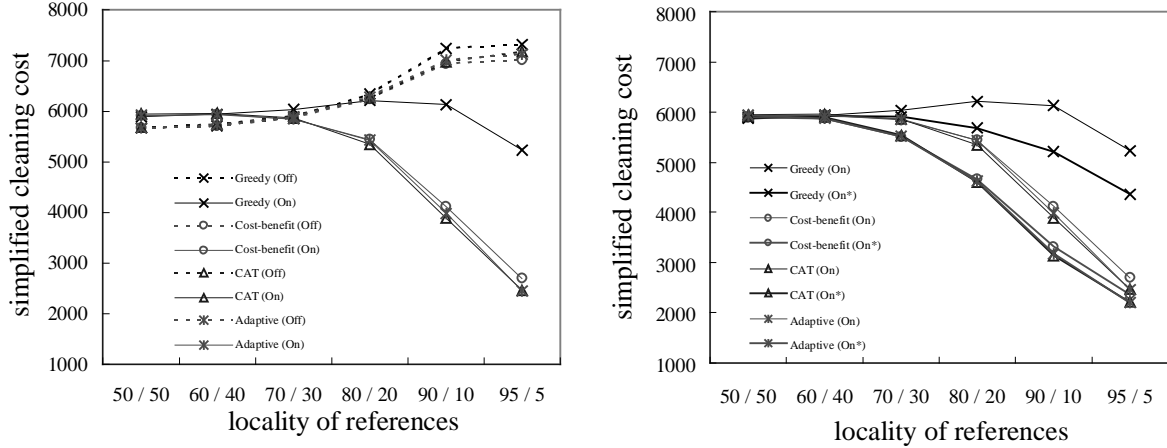 simplified cleaning cost
8000
7000
6000
5000
4000
3000
2000
1000
Greedy (Off)
Greedy (On)
Cost-benefit (Off)
Cost-benefit (On)
CAT (Off)
CAT (On)
Adaptive (Off)
Adaptive (On)
50 / 50 60 / 40 70 / 30 80 / 20 90 / 10 95 / 5
locality of references
simplified cleaning cost
8000
7000
6000
5000
4000
3000
2000
1000
Greedy (On)
Greedy (On*)
Cost-benefit (On)
Cost-benefit (On*)
CAT (On)
CAT (On*)
Adaptive (On)
Adaptive (On*)
50 / 50 60 / 40 70 / 30 80 / 20 90 / 10 95 / 5
locality of references